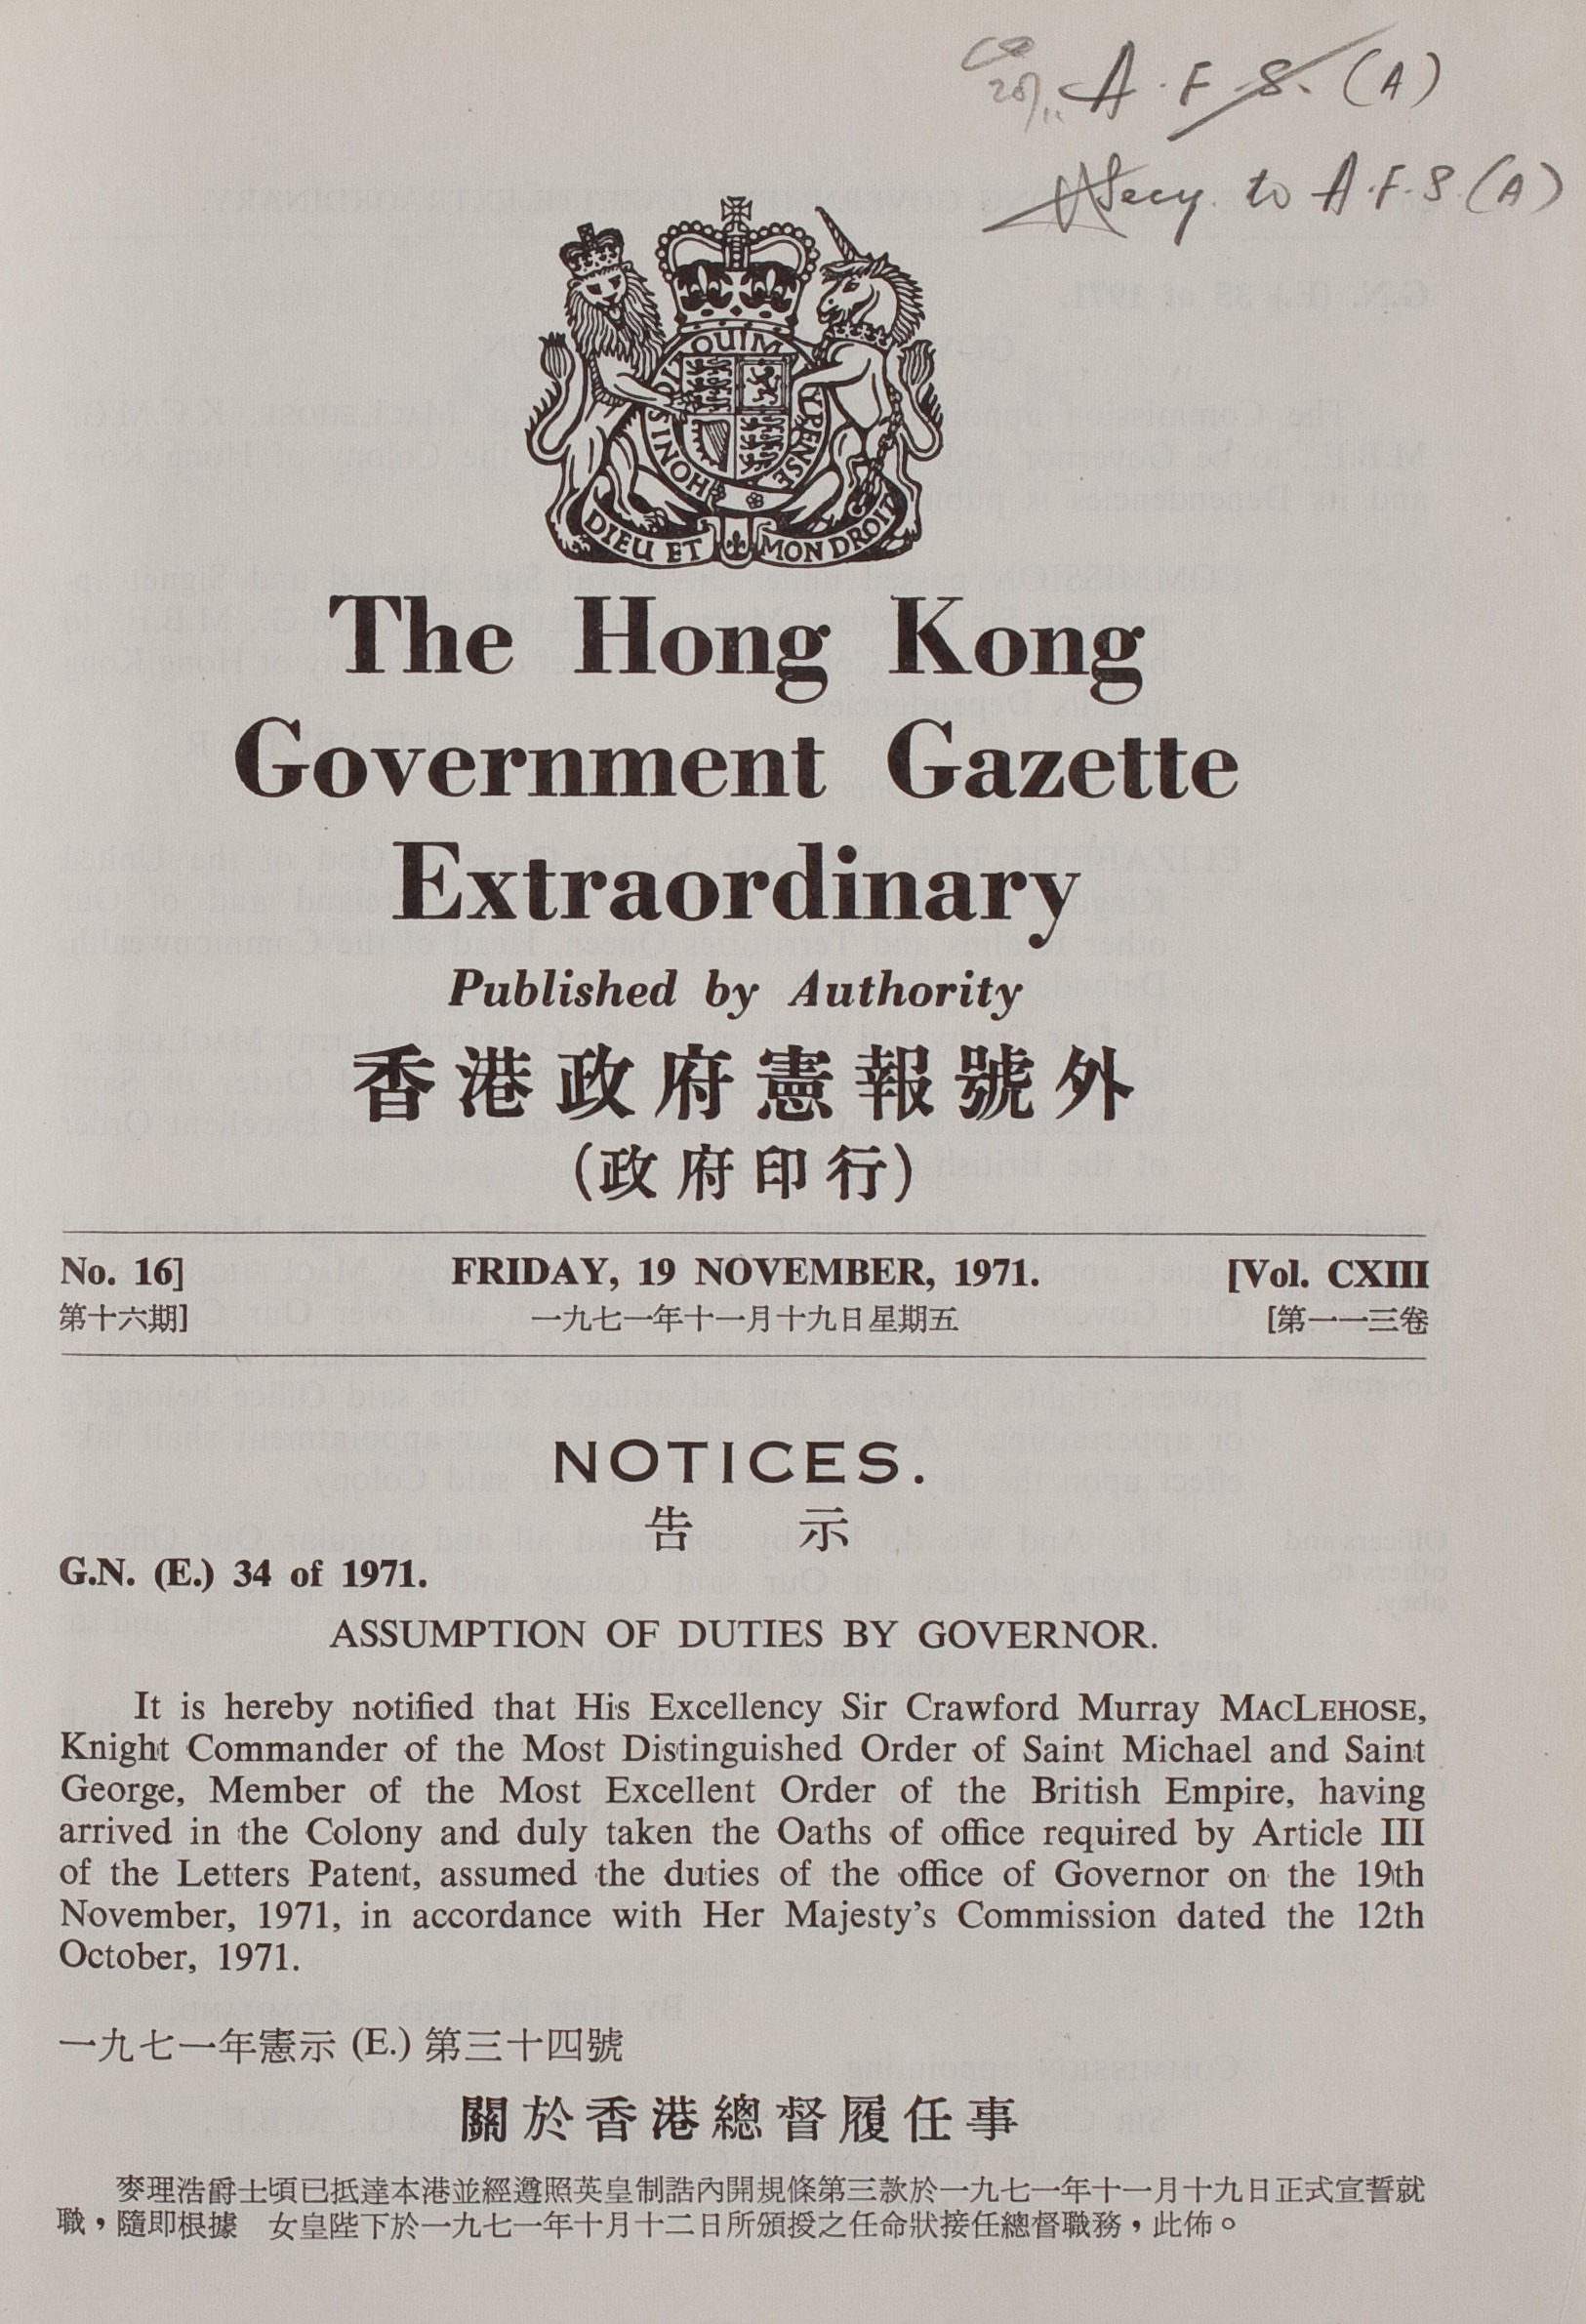 A.F.S. (A)
Secy. to A.F.S.(A)
HONI SOIT QUI MAL Y PENSE
DIEU ET MON DROIT
The Hong Kong
Government Gazette
Extraordinary
Published by Authority
香港政府憲報號外
(政府印行)
No. 16] FRIDAY, 19 NOVEMBER, 1971. [Vol. CXIII
第十六期] 一九七一年十一月十九日星期五 [第一一三卷
NOTICES.
告 示
G.N. (E.) 34 of 1971.
ASSUMPTION OF DUTIES BY GOVERNOR.
It is hereby notified that His Excellency Sir Crawford Murray MACLEHOSE,
Knight Commander of the Most Distinguished Order of Saint Michael and Saint
George, Member of the Most Excellent Order of the British Empire, having
arrived in the Colony and duly taken the Oaths of office required by Article III
of the Letters Patent, assumed the duties of the office of Governor on the 19th
November, 1971, in accordance with Her Majesty's Commission dated the 12th
October, 1971.
一九七一年憲示 (E.) 第三十四號
關於香港總督履任事
麥理浩爵士頃已抵達本港並經遵照英皇制誥內開規條第三款於一九七一年十一月十九日正式宣誓就
職，隨即根據　女皇陛下於一九七一年十月十二日所頒授之任命狀接任總督職務，此佈。